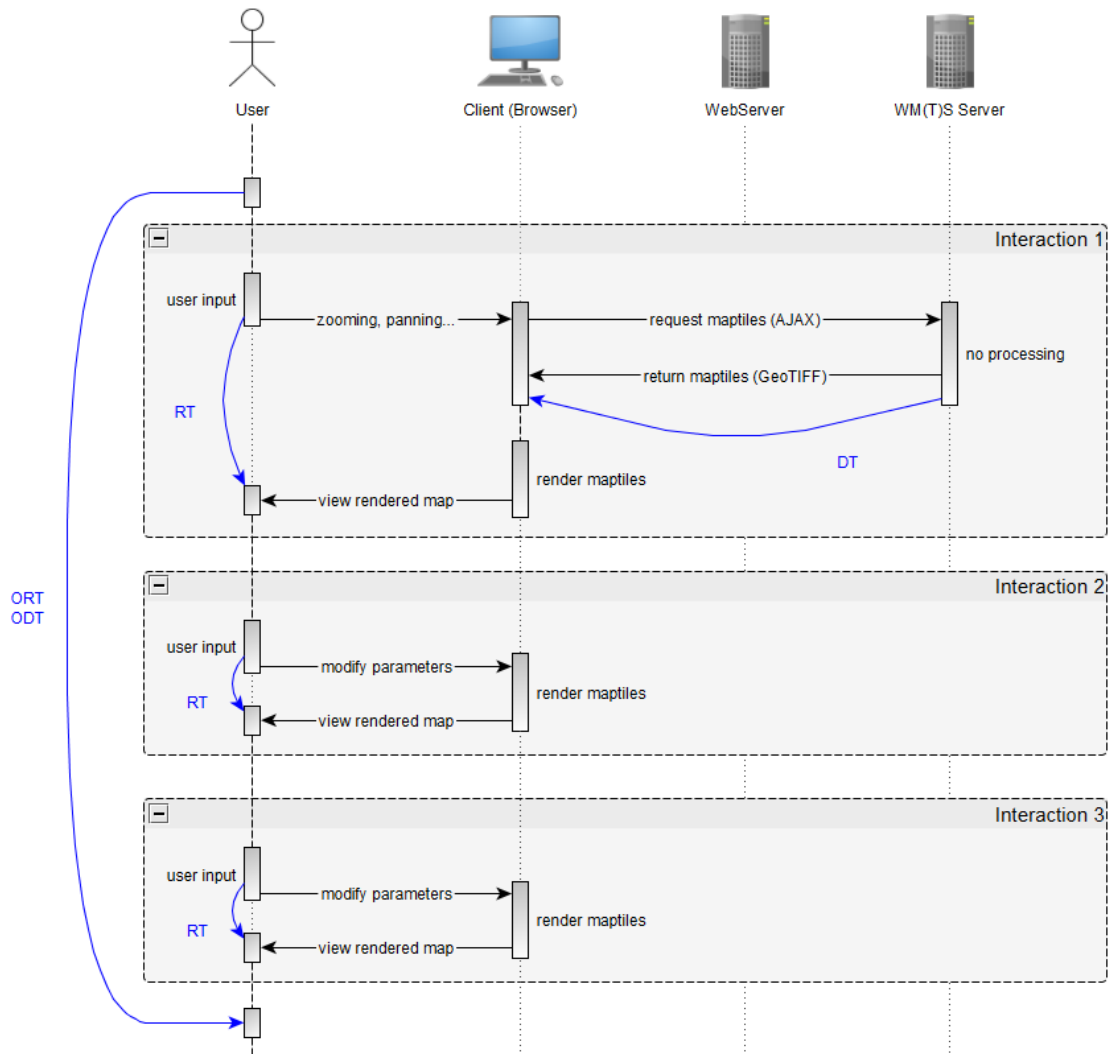 User
Client (Browser)
WebServer
WM(T)S Server
Interaction 1
user input
zooming, panning...
request maptiles (AJAX)
no processing
return maptiles (GeoTIFF)
RT
DT
render maptiles
view rendered map
Interaction 2
ORT
ODT
user input
modify parameters
render maptiles
RT
view rendered map
Interaction 3
user input
modify parameters
render maptiles
RT
view rendered map